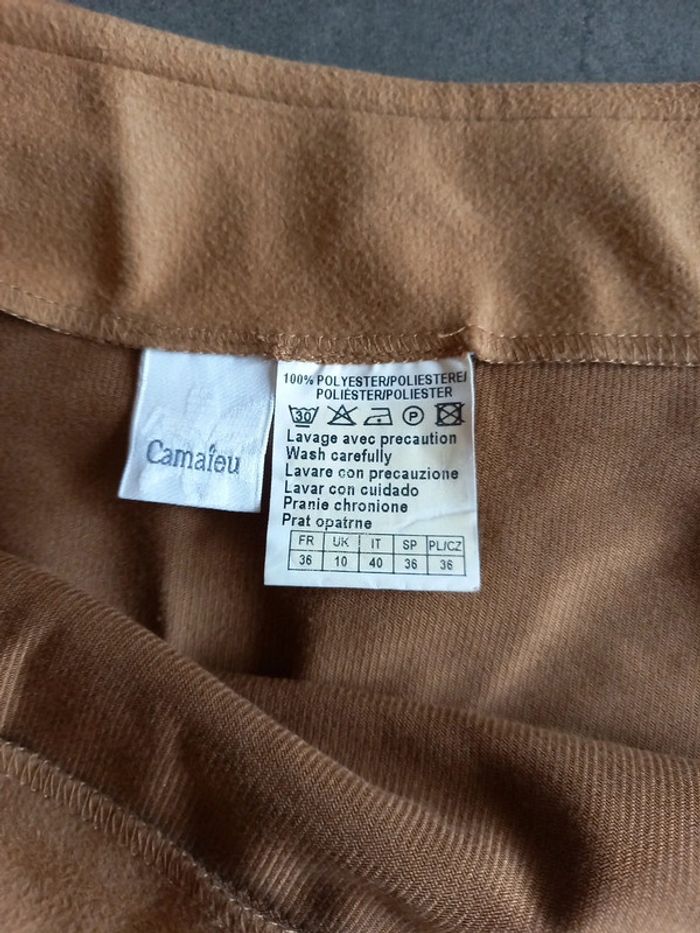 Camaïeu
100% POLYESTER/POLIESTERE/
POLIÉSTER/POLIESTER
30 P
Lavage avec precaution
Wash carefully
Lavare con precauzione
Lavar con cuidado
Pranie chronione
Prat opatrne
FR UK IT SP PL/CZ
36 10 40 36 36